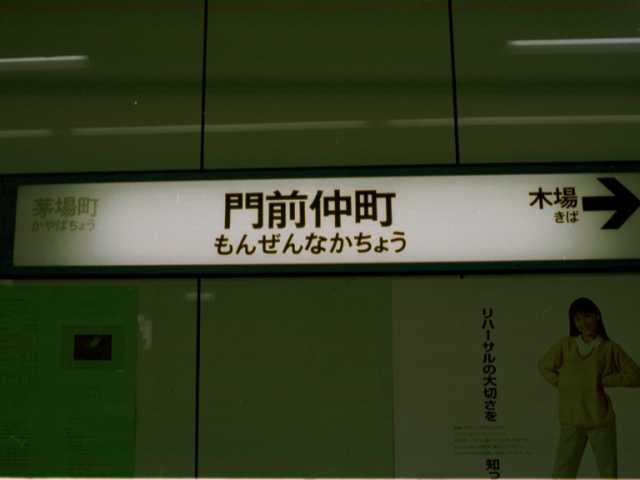 茅場町
かやばちょう
門前仲町
もんぜんなかちょう
木場
きば
リハーサルの大切さを
知っ